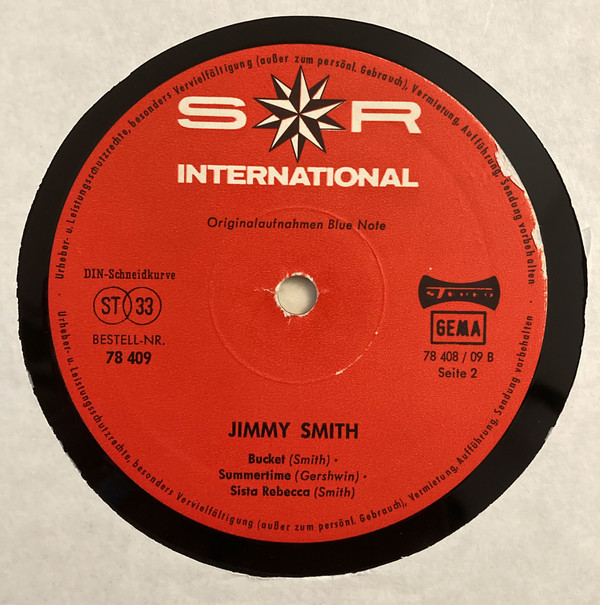 Urheber- u. Leistungsschutzrechte, besonders Vervielfältigung (außer zum persönl. Gebrauch), Vermietung, Aufführung, Sendung vorbehalten ·
S R
INTERNATIONAL
Originalaufnahmen Blue Note
DIN-Schneidkurve
ST 33
BESTELL-NR.
78 409
STEREO
GEMA
78 408 / 09 B
Seite 2
JIMMY SMITH
Bucket (Smith) ·
Summertime (Gershwin) ·
Sista Rebecca (Smith)
Urheber- u. Leistungsschutzrechte, besonders Vervielfältigung (außer zum persönl. Gebrauch), Vermietung, Aufführung, Sendung vorbehalten ·